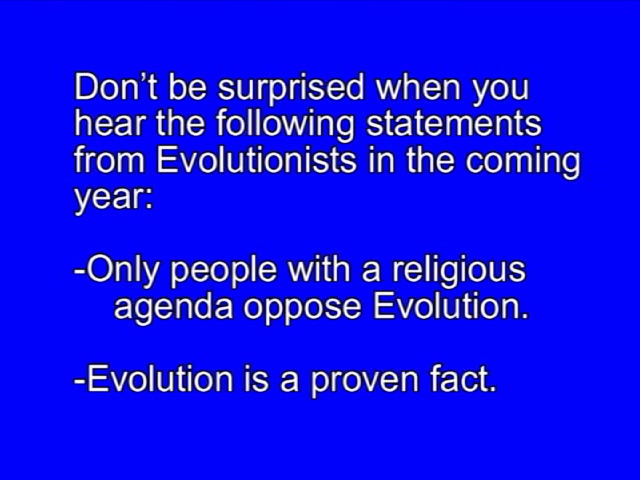 Don't be surprised when you
hear the following statements
from Evolutionists in the coming
year:
-Only people with a religious
agenda oppose Evolution.
-Evolution is a proven fact.